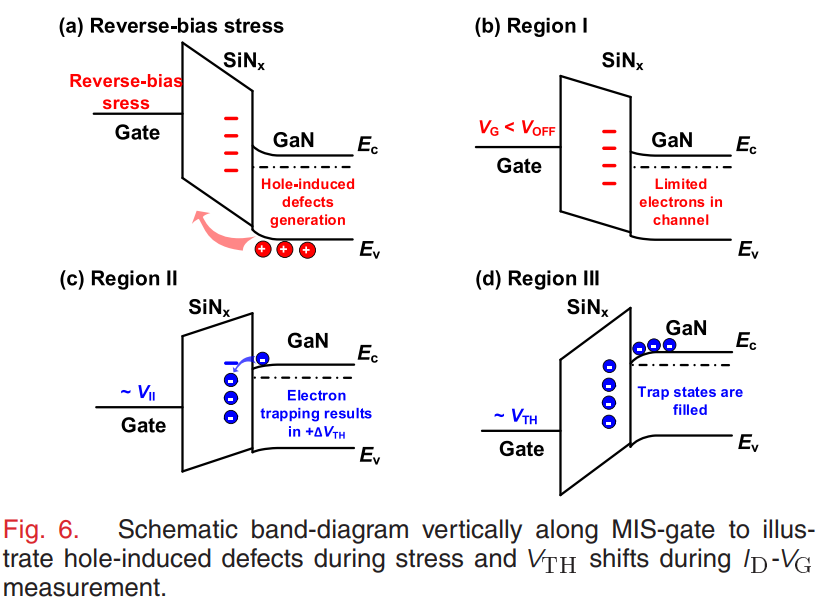 (a) Reverse-bias stress
SiNx
Reverse-bias
sress
Gate
GaN
Ec
Hole-induced
defects
generation
+ + +
Ev
(b) Region I
SiNx
VG < VOFF
Gate
GaN
Ec
Limited
electrons in
channel
Ev
(c) Region II
SiNx
GaN
Ec
~ VII
Gate
Electron
trapping results
in +ΔVTH
Ev
(d) Region III
SiNx
GaN
Ec
~ VTH
Gate
Trap states are
filled
Ev
Fig. 6. Schematic band-diagram vertically along MIS-gate to illus-
trate hole-induced defects during stress and VTH shifts during ID-VG
measurement.